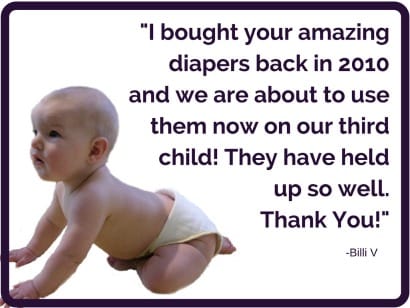 "I bought your amazing
diapers back in 2010
and we are about to use
them now on our third
child! They have held
up so well.
Thank You!"
-Billi V